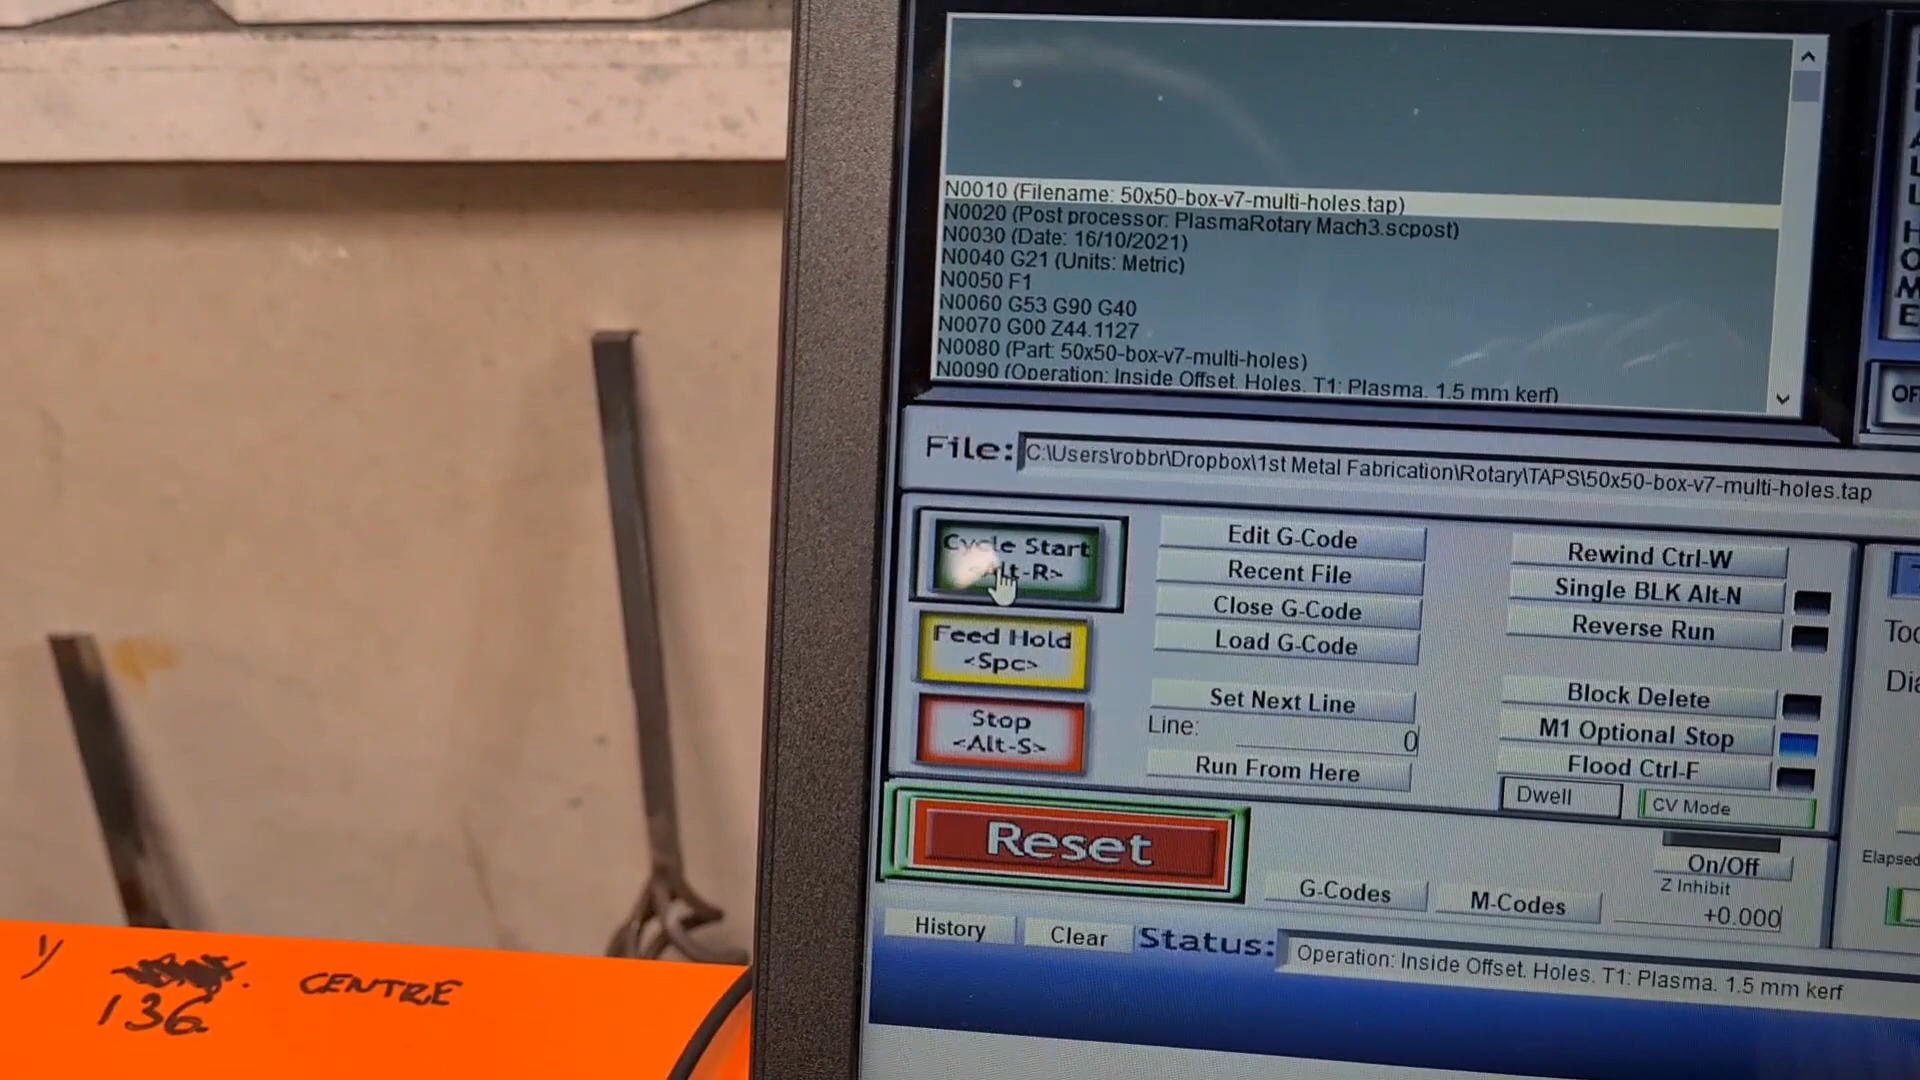 N0010 (Filename: 50x50-box-v7-multi-holes.tap)
N0020 (Post processor: PlasmaRotary Mach3.scpost)
N0030 (Date: 16/10/2021)
N0040 G21 (Units: Metric)
N0050 F1
N0060 G53 G90 G40
N0070 G00 Z44.1127
N0080 (Part: 50x50-box-v7-multi-holes)
N0090 (Operation: Inside Offset. Holes. T1: Plasma. 1.5 mm kerf)
File: C:\Users\robbr\Dropbox\1st Metal Fabrication\Rotary\TAPS\50x50-box-v7-multi-holes.tap
Cycle Start
<Alt-R>
Feed Hold
<Spc>
Stop
<Alt-S>
Reset
Edit G-Code
Recent File
Close G-Code
Load G-Code
Set Next Line
Line: 0
Run From Here
Rewind Ctrl-W
Single BLK Alt-N
Reverse Run
Block Delete
M1 Optional Stop
Flood Ctrl-F
Dwell
CV Mode
On/Off
Z Inhibit
+0.000
G-Codes
M-Codes
History
Clear
Status: Operation: Inside Offset. Holes. T1: Plasma. 1.5 mm kerf
Elapsed
1/
136
CENTRE